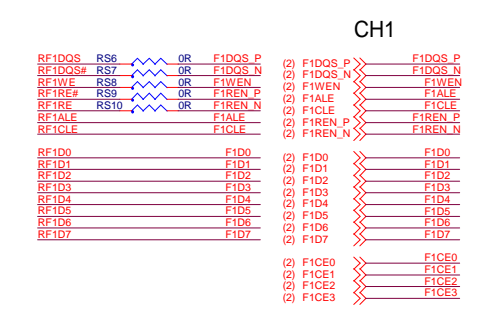 CH1
RF1DQS RS6 0R F1DQS_P
RF1DQS# RS7 0R F1DQS_N
RF1WE RS8 0R F1WEN
RF1RE# RS9 0R F1REN_P
RF1RE RS10 0R F1REN_N
RF1ALE F1ALE
RF1CLE F1CLE
RF1D0 F1D0
RF1D1 F1D1
RF1D2 F1D2
RF1D3 F1D3
RF1D4 F1D4
RF1D5 F1D5
RF1D6 F1D6
RF1D7 F1D7
(2) F1DQS_P F1DQS_P
(2) F1DQS_N F1DQS_N
(2) F1WEN F1WEN
(2) F1ALE F1ALE
(2) F1CLE F1CLE
(2) F1REN_P F1REN_P
(2) F1REN_N F1REN_N
(2) F1D0 F1D0
(2) F1D1 F1D1
(2) F1D2 F1D2
(2) F1D3 F1D3
(2) F1D4 F1D4
(2) F1D5 F1D5
(2) F1D6 F1D6
(2) F1D7 F1D7
(2) F1CE0 F1CE0
(2) F1CE1 F1CE1
(2) F1CE2 F1CE2
(2) F1CE3 F1CE3